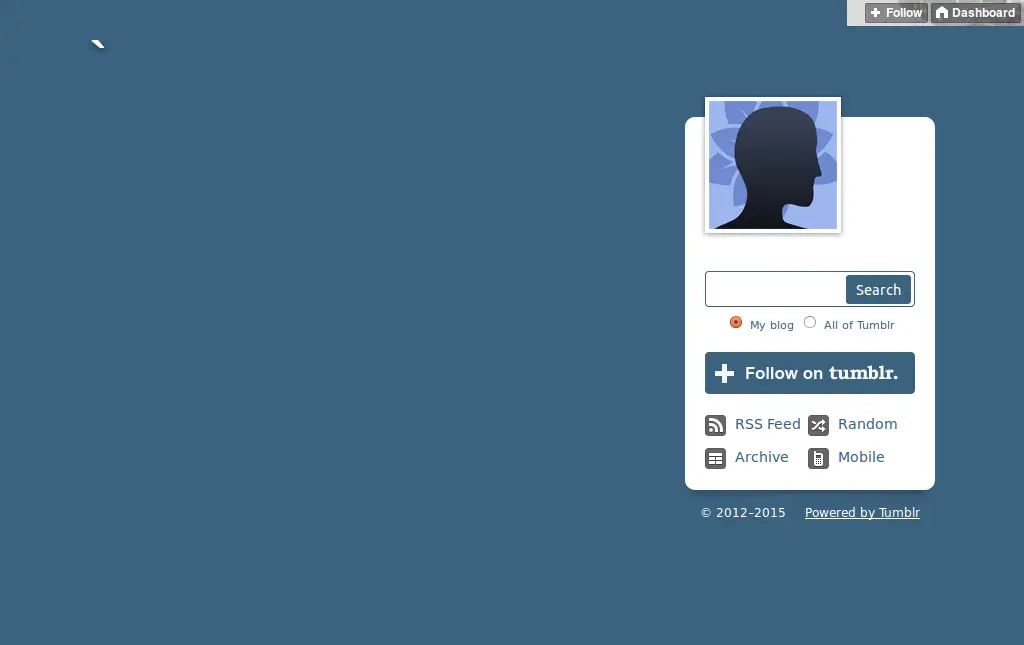 Follow Dashboard
`
Search
My blog All of Tumblr
Follow on tumblr.
RSS Feed Random
Archive Mobile
© 2012–2015 Powered by Tumblr